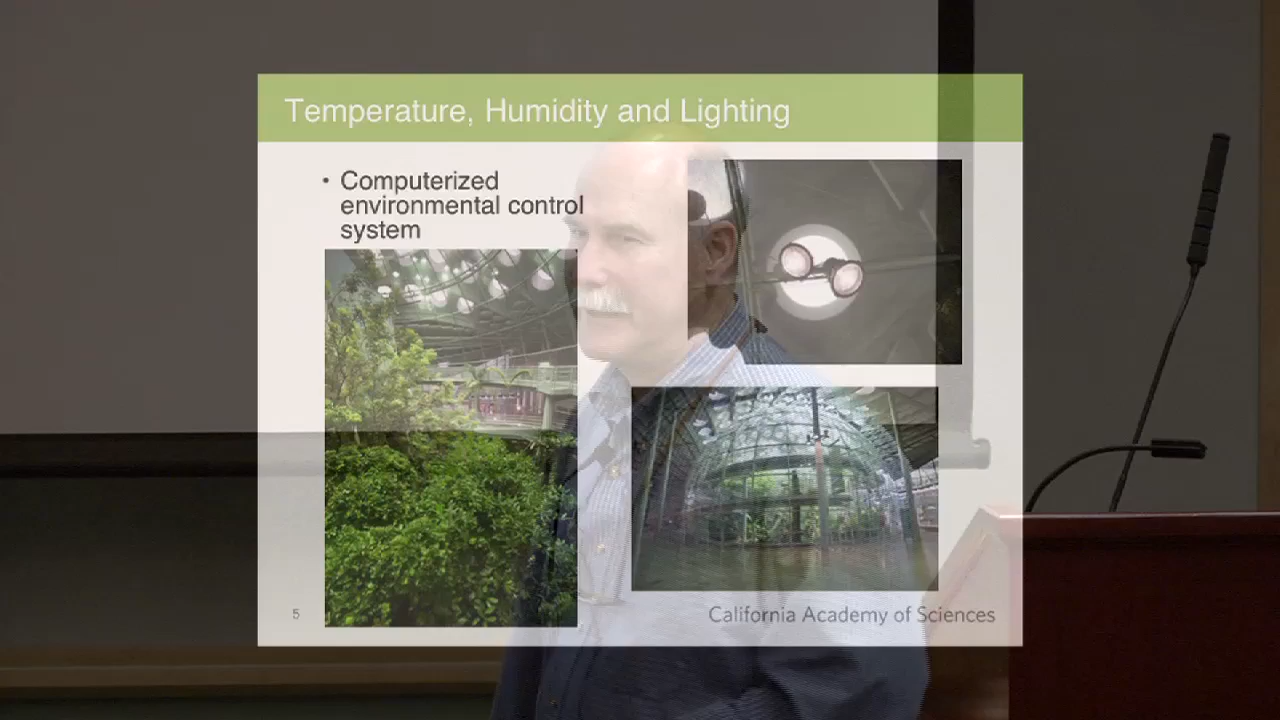 Temperature, Humidity and Lighting
• Computerized
environmental control
system
5
California Academy of Sciences